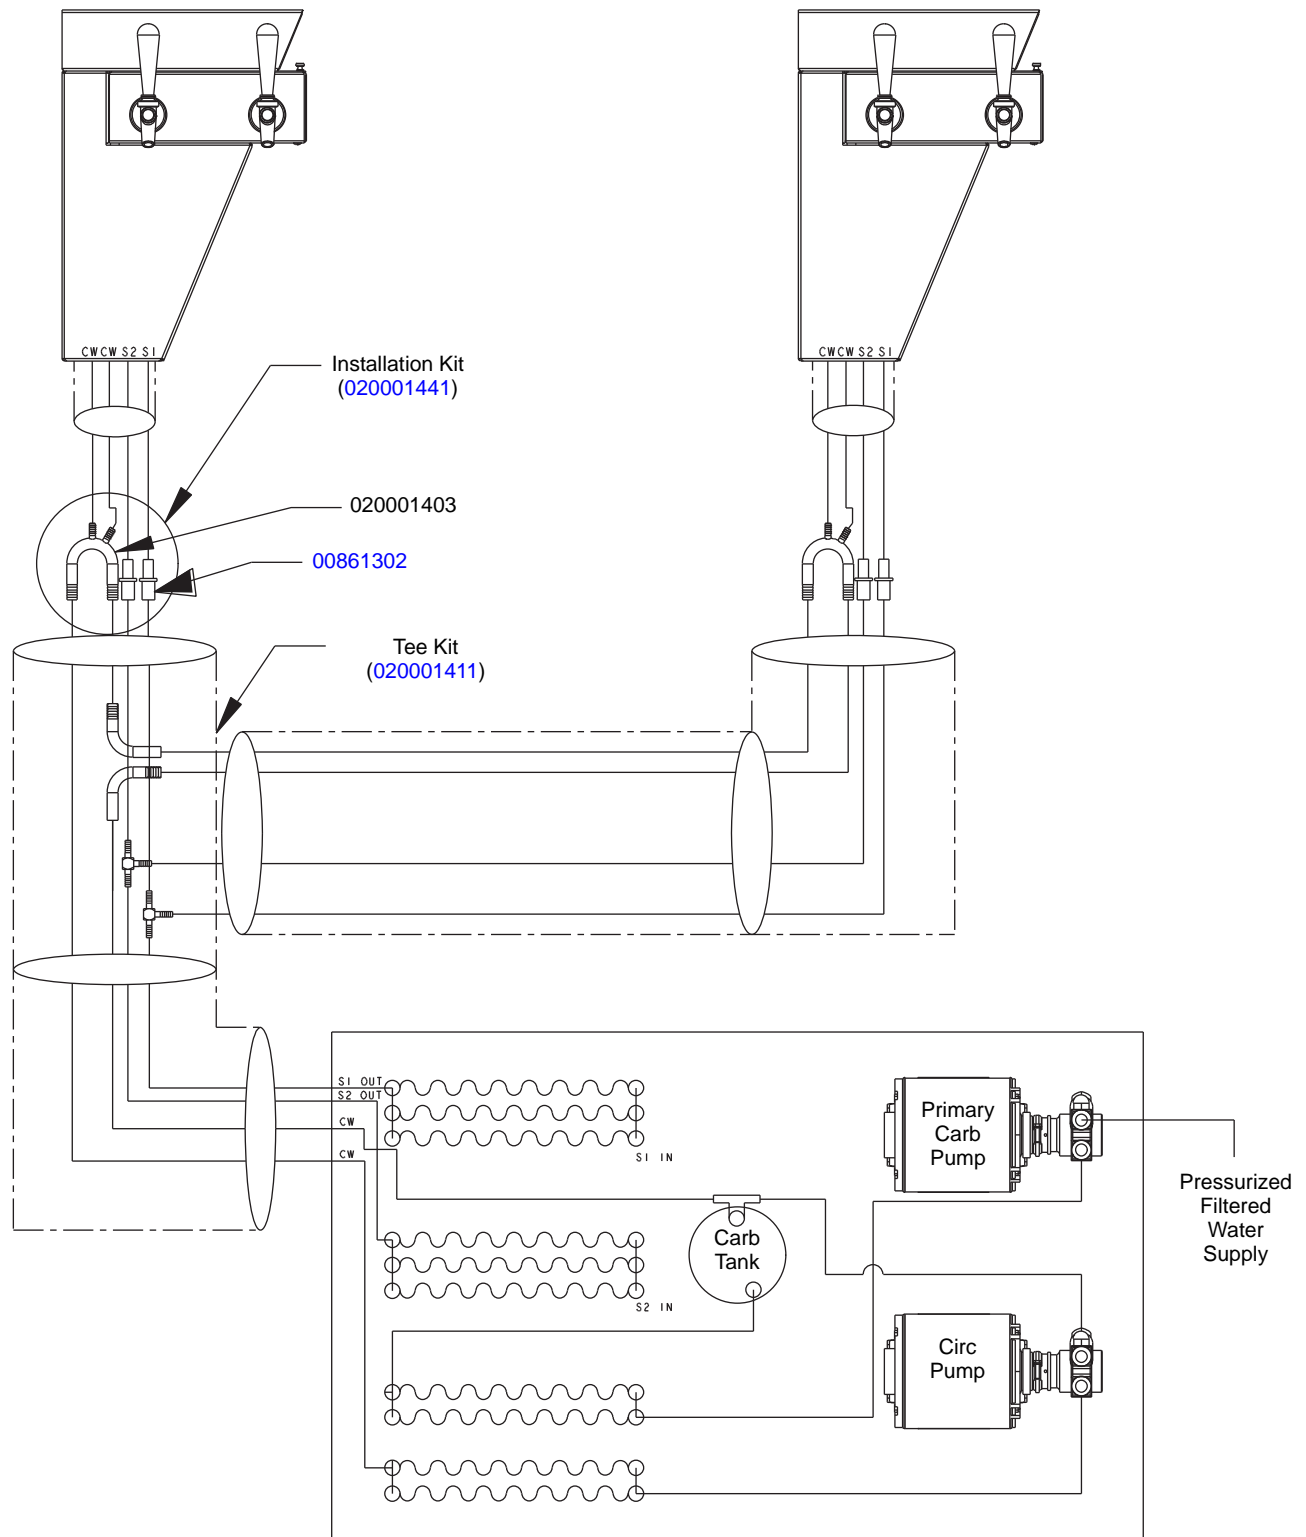 CW CW S2 S1
CW CW S2 S1
Installation Kit
(020001441)
020001403
00861302
Tee Kit
(020001411)
S1 OUT
S2 OUT
CW
CW
S1 IN
Primary
Carb
Pump
Pressurized
Filtered
Water
Supply
Carb
Tank
S2 IN
Circ
Pump